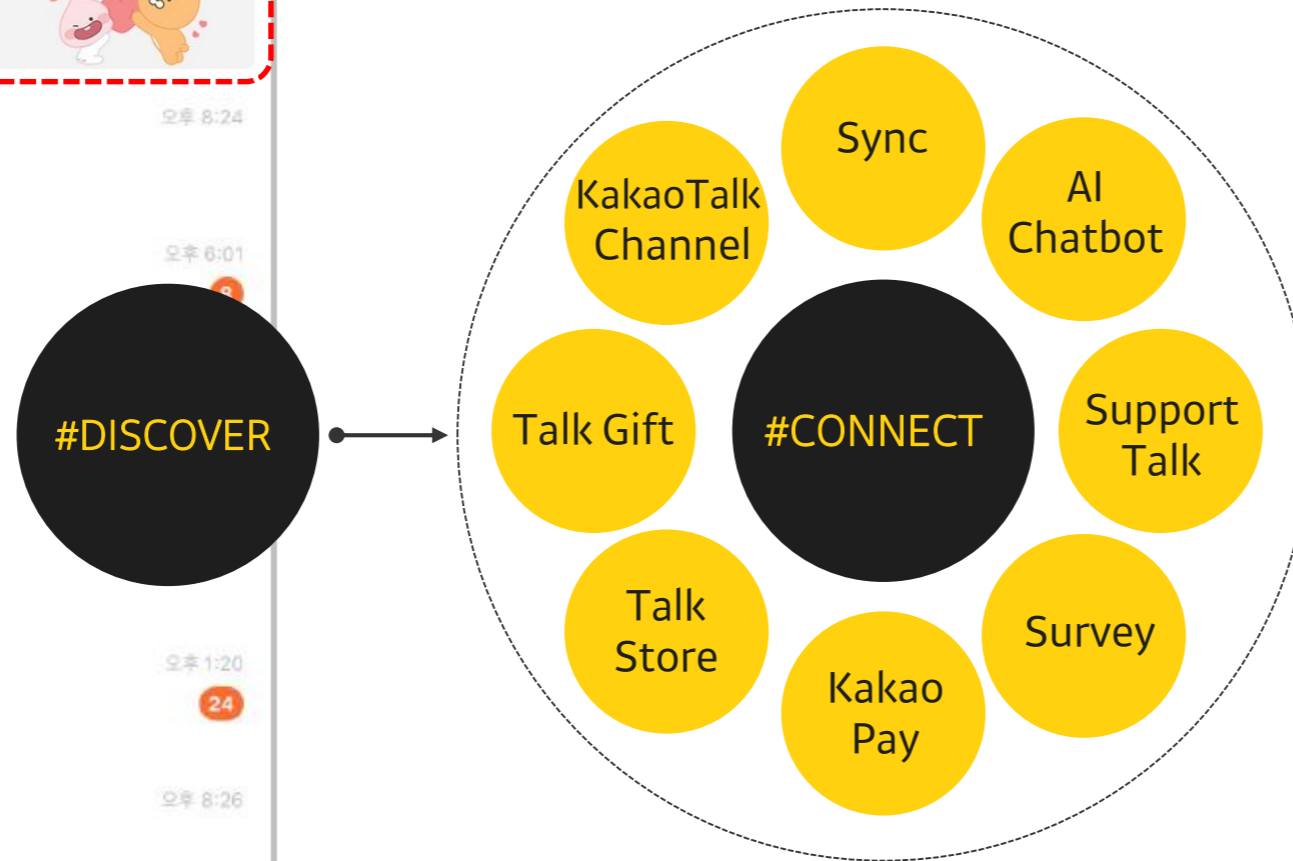 오후 8:24
오후 6:01
#DISCOVER
오후 1:20
24
오후 8:26
Sync
AI
Chatbot
KakaoTalk
Channel
Talk Gift
#CONNECT
Support
Talk
Talk
Store
Survey
Kakao
Pay